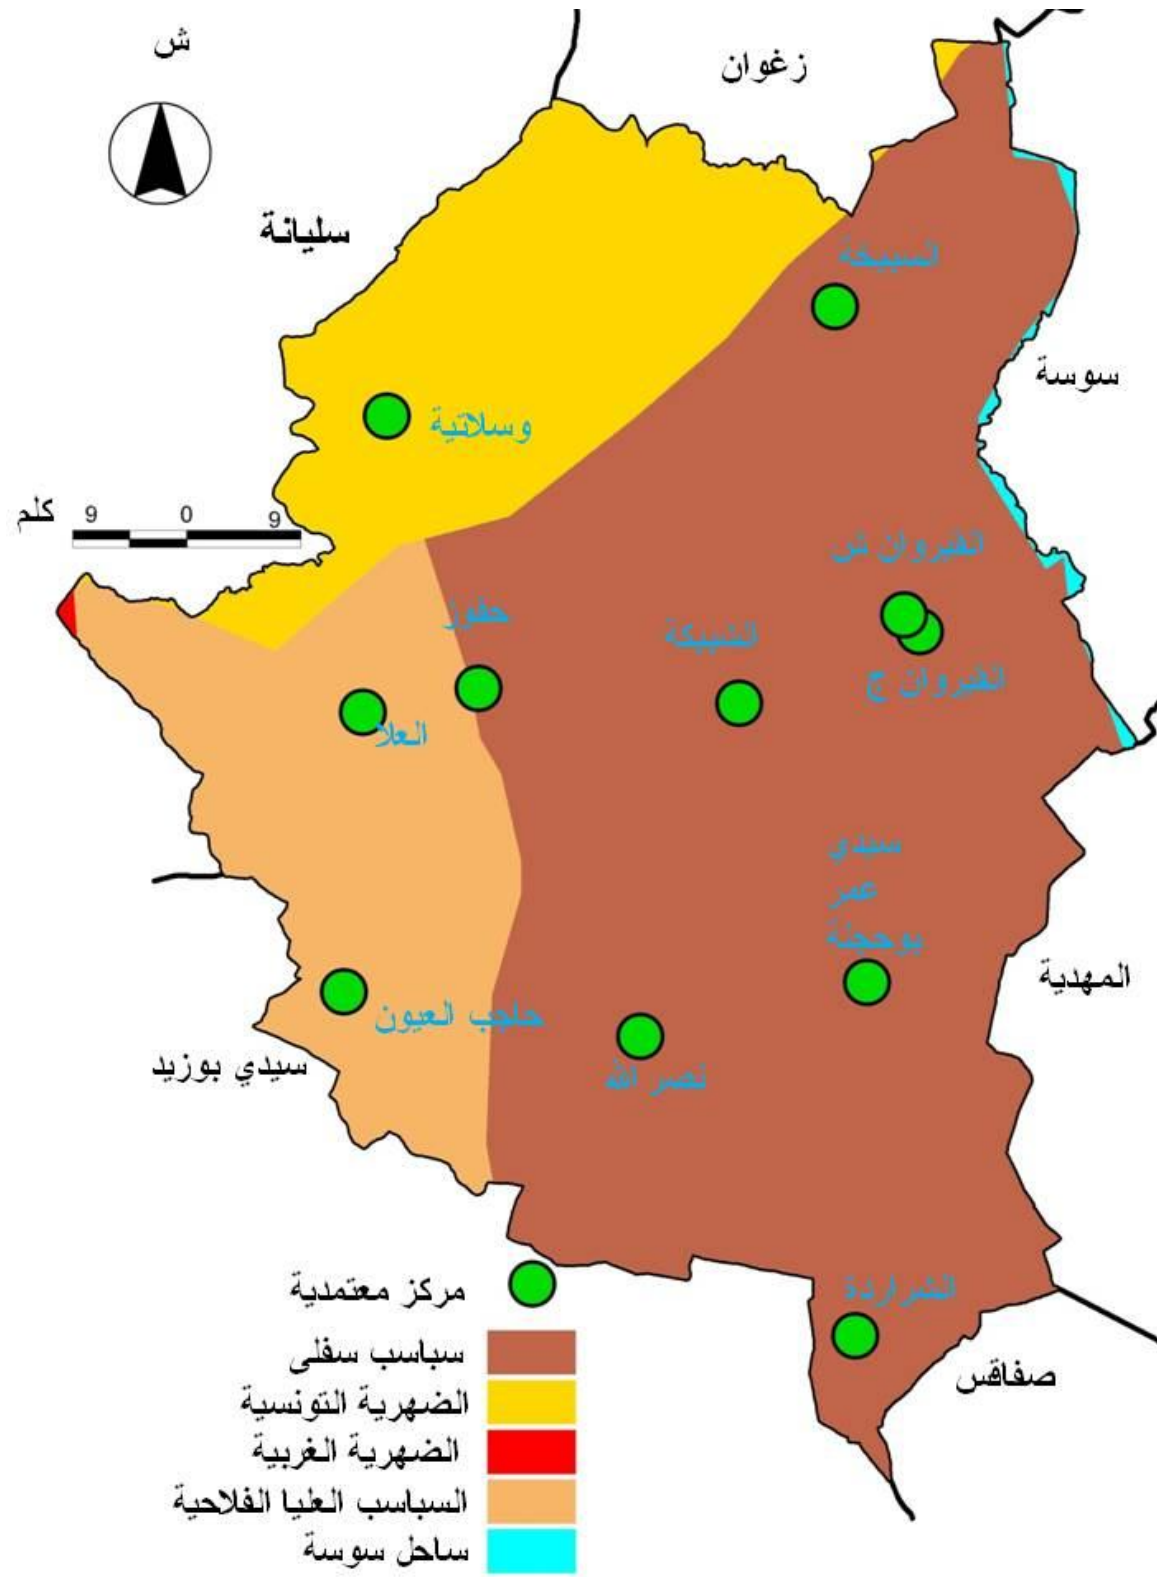 ش
زغوان
سليانة
السبيخة
سوسة
وسلاتية
كلم
9 0 9
القيروان ش
حفوز
الشبيكة
القيروان ج
العلا
سيدي
عمر
بوحجنة
المهدية
حاجب العيون
سيدي بوزيد
نصر الله
الشراردة
صفاقس
مركز معتمدية
سباسب سفلى
الضهرية التونسية
الضهرية الغربية
السباسب العليا الفلاحية
ساحل سوسة